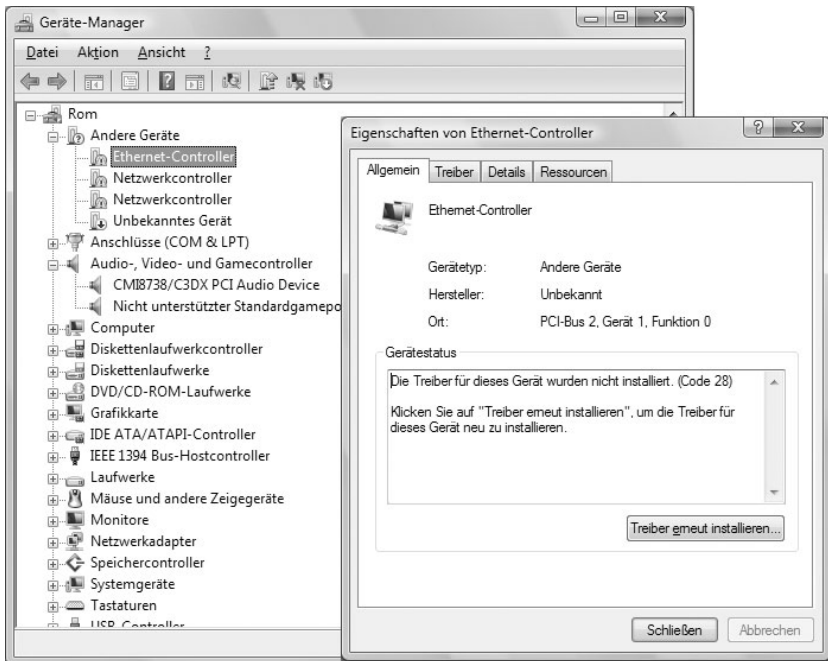 Geräte-Manager
Datei Aktion Ansicht ?
Rom
Andere Geräte
Ethernet-Controller
Netzwerkcontroller
Netzwerkcontroller
Unbekanntes Gerät
Anschlüsse (COM & LPT)
Audio-, Video- und Gamecontroller
CMI8738/C3DX PCI Audio Device
Nicht unterstützter Standardgamepo
Computer
Diskettenlaufwerkcontroller
Diskettenlaufwerke
DVD/CD-ROM-Laufwerke
Grafikkarte
IDE ATA/ATAPI-Controller
IEEE 1394 Bus-Hostcontroller
Laufwerke
Mäuse und andere Zeigegeräte
Monitore
Netzwerkadapter
Speichercontroller
Systemgeräte
Tastaturen
USB-Controller
Eigenschaften von Ethernet-Controller
Allgemein Treiber Details Ressourcen
Ethernet-Controller
Gerätetyp: Andere Geräte
Hersteller: Unbekannt
Ort: PCI-Bus 2, Gerät 1, Funktion 0
Gerätestatus
Die Treiber für dieses Gerät wurden nicht installiert. (Code 28)
Klicken Sie auf "Treiber erneut installieren", um die Treiber für
dieses Gerät neu zu installieren.
Treiber erneut installieren...
Schließen Abbrechen